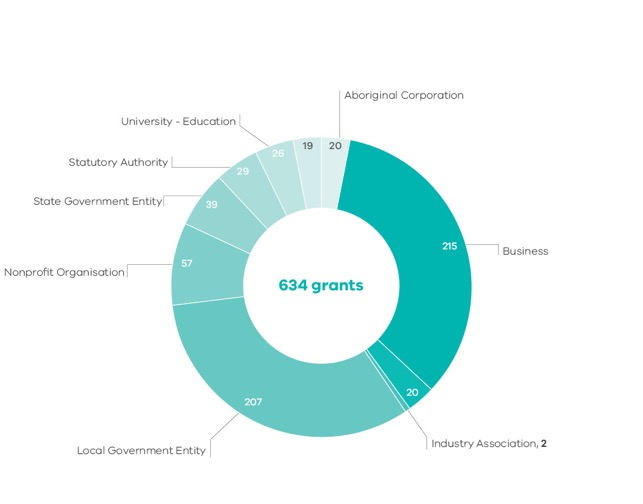 Aboriginal Corporation
University - Education
19
20
26
Statutory Authority
29
State Government Entity
39
215
Business
57
Nonprofit Organisation
634 grants
20
207
Industry Association, 2
Local Government Entity